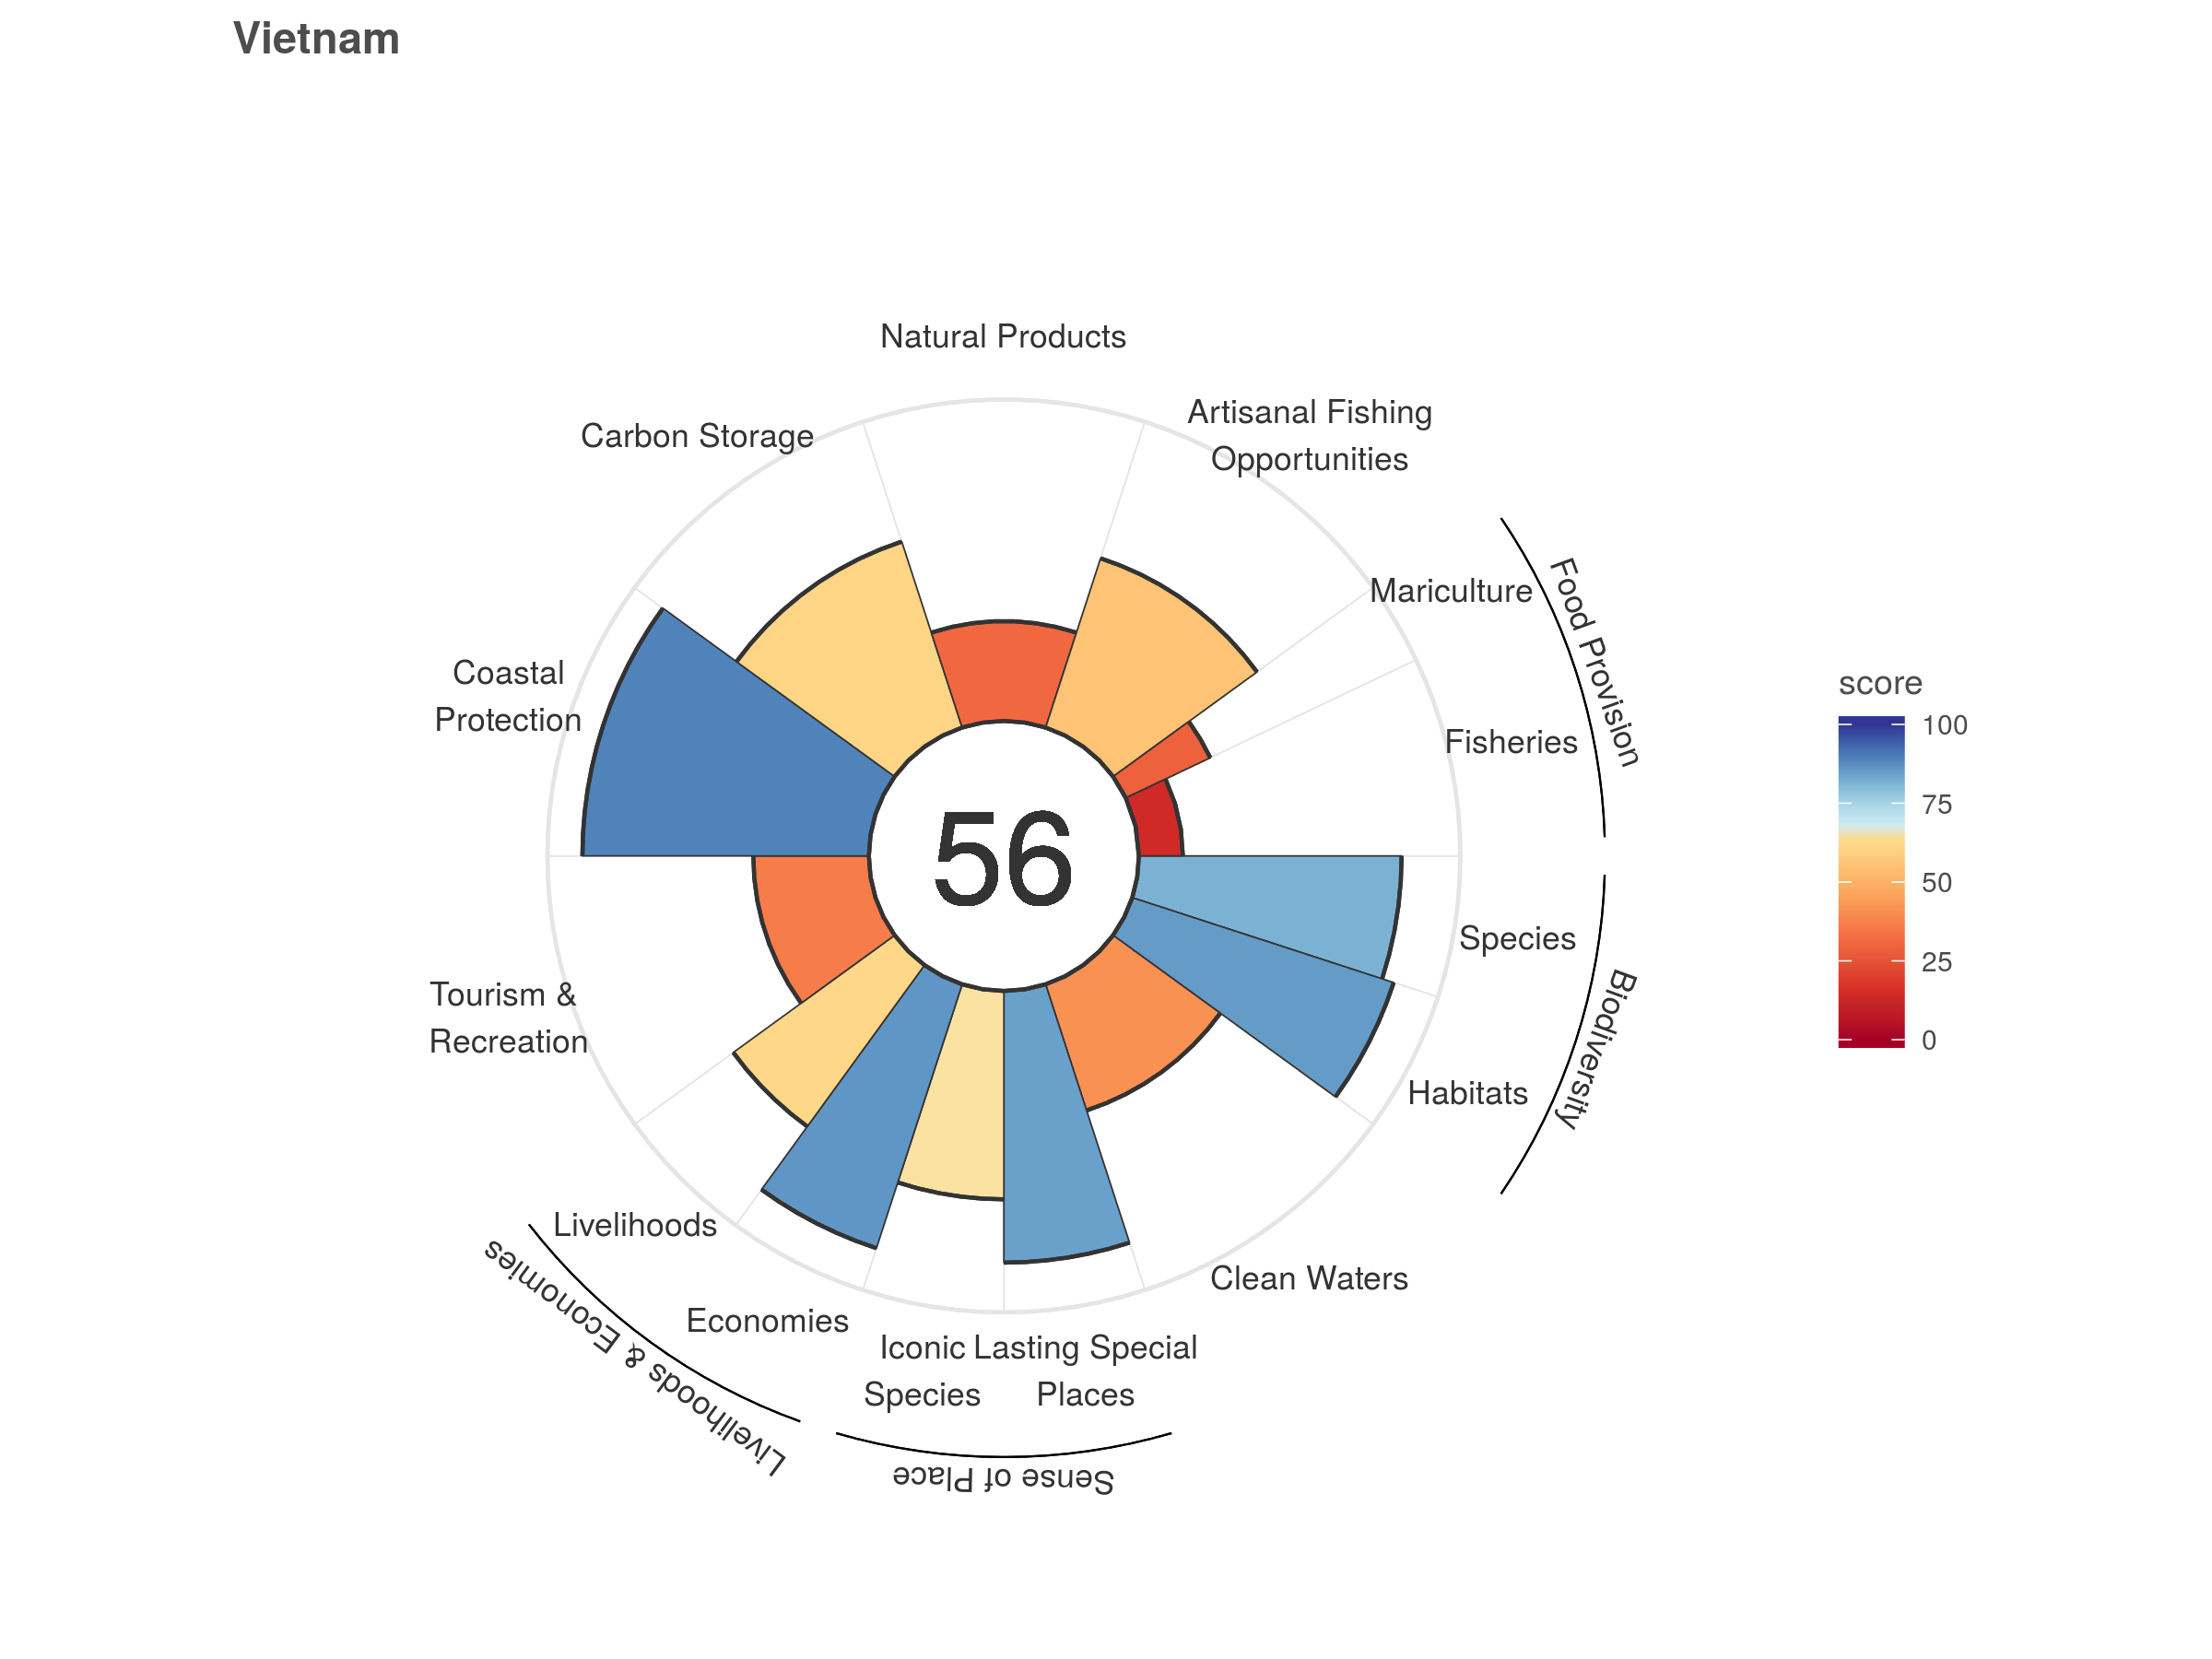 Vietnam
Natural Products
Artisanal Fishing
Opportunities
Carbon Storage
Mariculture
Food Provision
Coastal
Protection
Fisheries
56
Species
Biodiversity
Tourism &
Recreation
Habitats
Livelihoods
Livelihoods & Economies
Clean Waters
Economies
Iconic
Species
Lasting Special
Places
Sense of Place
score
100
75
50
25
0